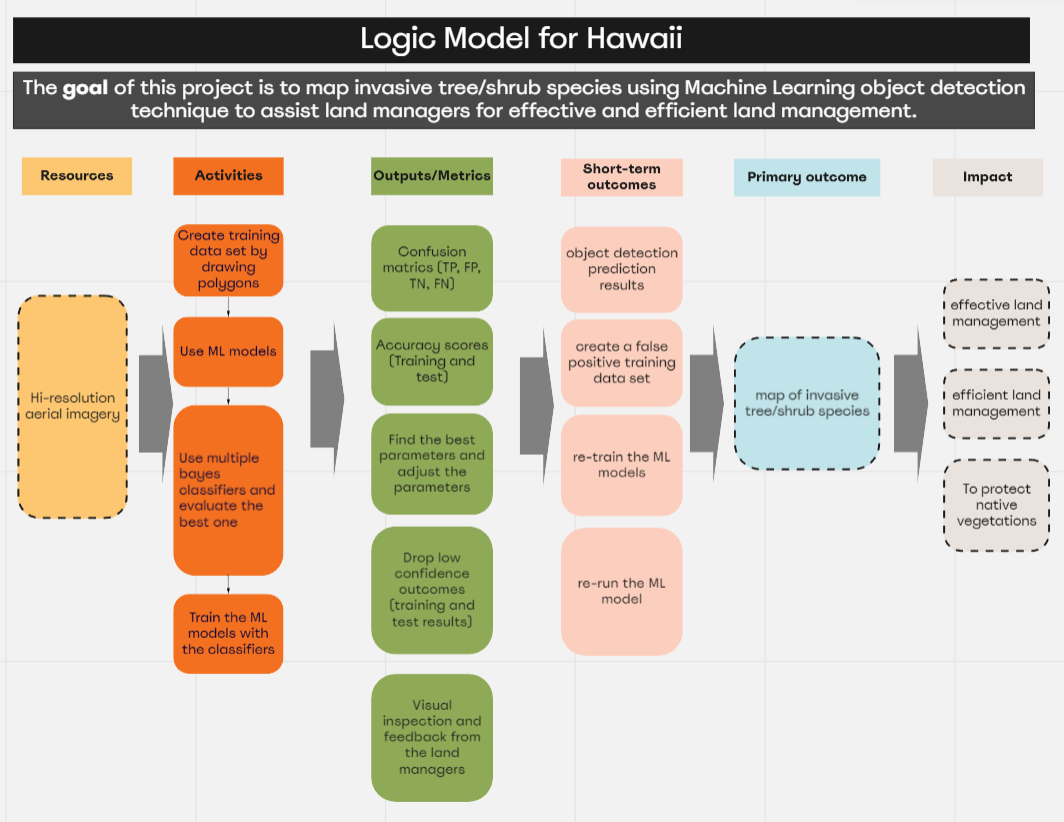 Logic Model for Hawaii
The goal of this project is to map invasive tree/shrub species using Machine Learning object detection
technique to assist land managers for effective and efficient land management.
Resources
Activities
Outputs/Metrics
Short-term
outcomes
Primary outcome
Impact
Hi-resolution
aerial imagery
Create training
data set by
drawing
polygons
Use ML models
Use multiple
bayes
classifiers and
evaluate the
best one
Train the ML
models with
the classifiers
Confusion
matrics (TP, FP,
TN, FN)
Accuracy scores
(Training and
test)
Find the best
parameters and
adjust the
parameters
Drop low
confidence
outcomes
(training and
test results)
Visual
inspection and
feedback from
the land
managers
object detection
prediction
results
create a false
positive training
data set
re-train the ML
models
re-run the ML
model
map of invasive
tree/shrub species
effective land
management
efficient land
management
To protect
native
vegetations